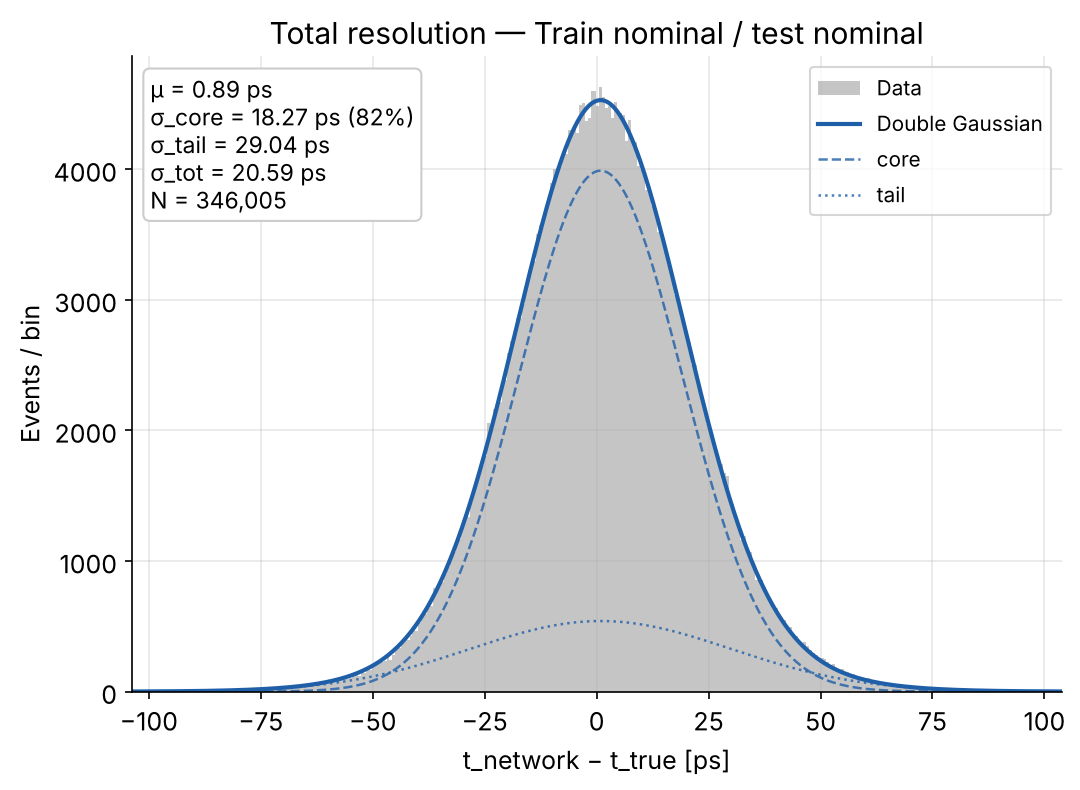 Total resolution — Train nominal / test nominal
μ = 0.89 ps
σ_core = 18.27 ps (82%)
σ_tail = 29.04 ps
σ_tot = 20.59 ps
N = 346,005
Data
Double Gaussian
core
tail
Events / bin
4000
3000
2000
1000
0
−100 −75 −50 −25 0 25 50 75 100
t_network − t_true [ps]